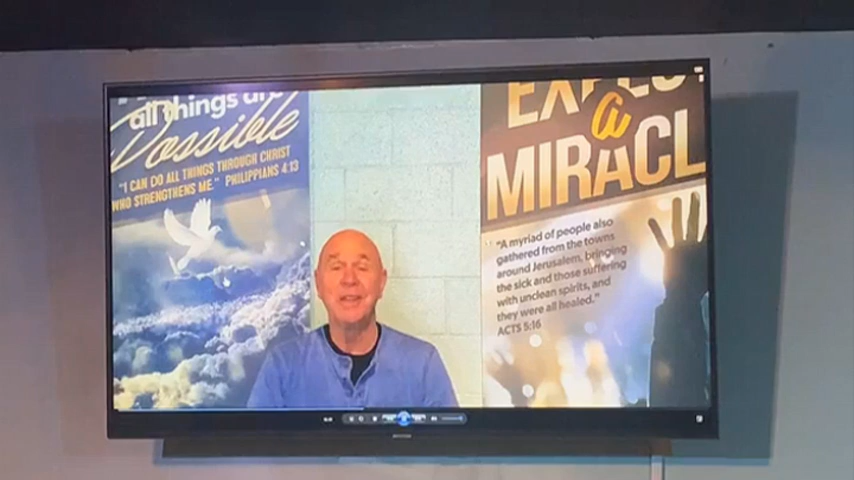 all things are
Possible
"I CAN DO ALL THINGS THROUGH CHRIST
WHO STRENGTHENS ME." PHILIPPIANS 4:13
EXPECT
a
MIRACL
"A myriad of people also
gathered from the towns
around Jerusalem, bringing
the sick and those suffering
with unclean spirits, and
they were all healed."
ACTS 5:16